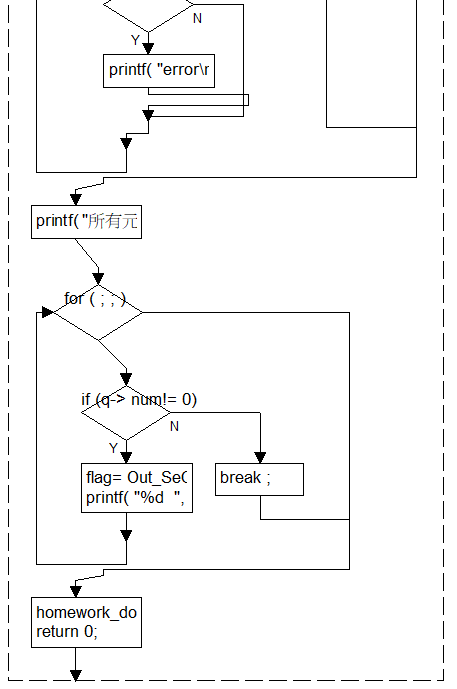 N
Y
printf( "error\r
printf( "所有元
for ( ; ; )
if (q-> num!= 0)
N
Y
flag= Out_Se
printf( "%d  ",
break ;
homework_do
return 0;